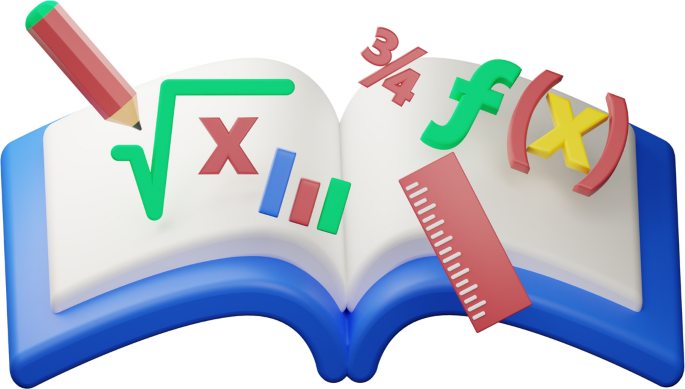 √x
3/4
f(x)